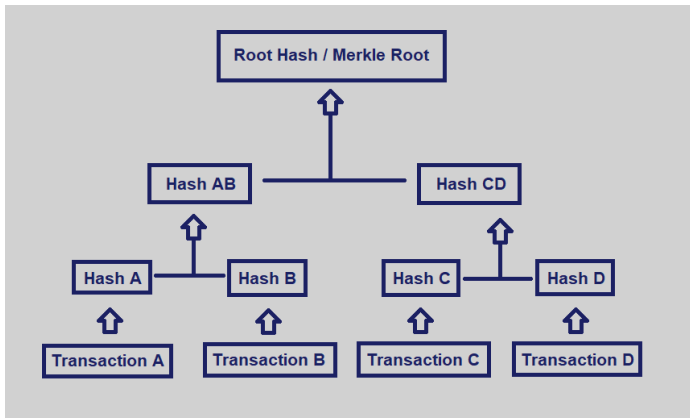 Root Hash / Merkle Root
Hash AB
Hash CD
Hash A
Hash B
Hash C
Hash D
Transaction A
Transaction B
Transaction C
Transaction D